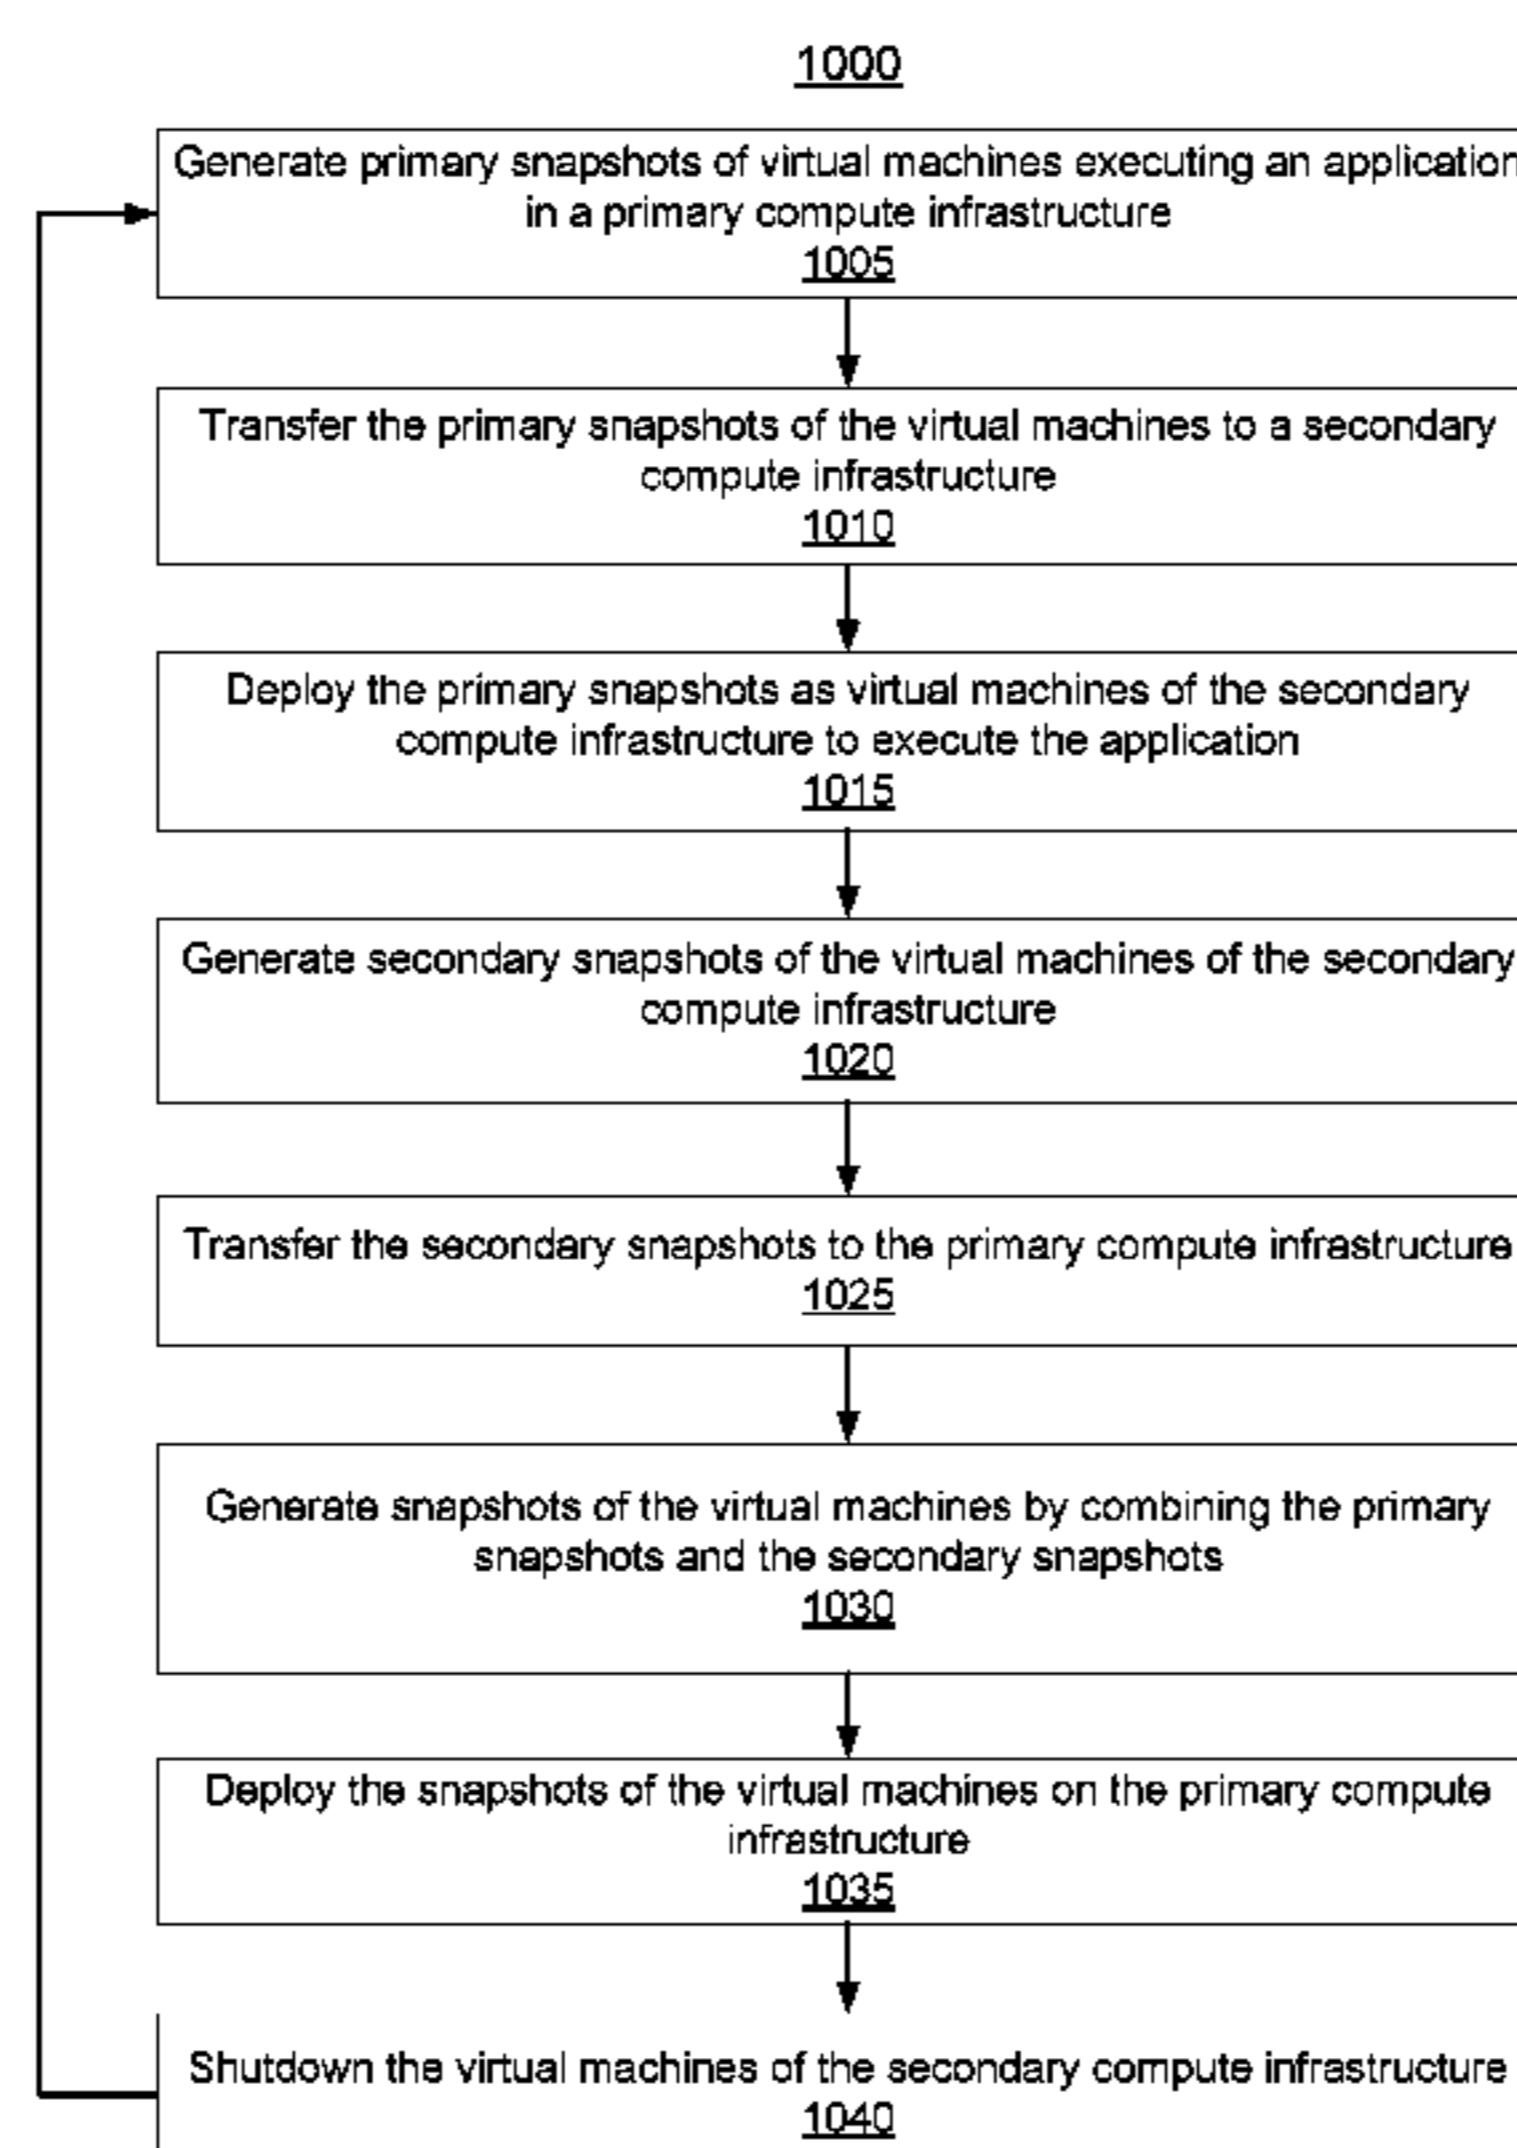 1000
Generate primary snapshots of virtual machines executing an application
in a primary compute infrastructure
1005
Transfer the primary snapshots of the virtual machines to a secondary
compute infrastructure
1010
Deploy the primary snapshots as virtual machines of the secondary
compute infrastructure to execute the application
1015
Generate secondary snapshots of the virtual machines of the secondary
compute infrastructure
1020
Transfer the secondary snapshots to the primary compute infrastructure
1025
Generate snapshots of the virtual machines by combining the primary
snapshots and the secondary snapshots
1030
Deploy the snapshots of the virtual machines on the primary compute
infrastructure
1035
Shutdown the virtual machines of the secondary compute infrastructure
1040